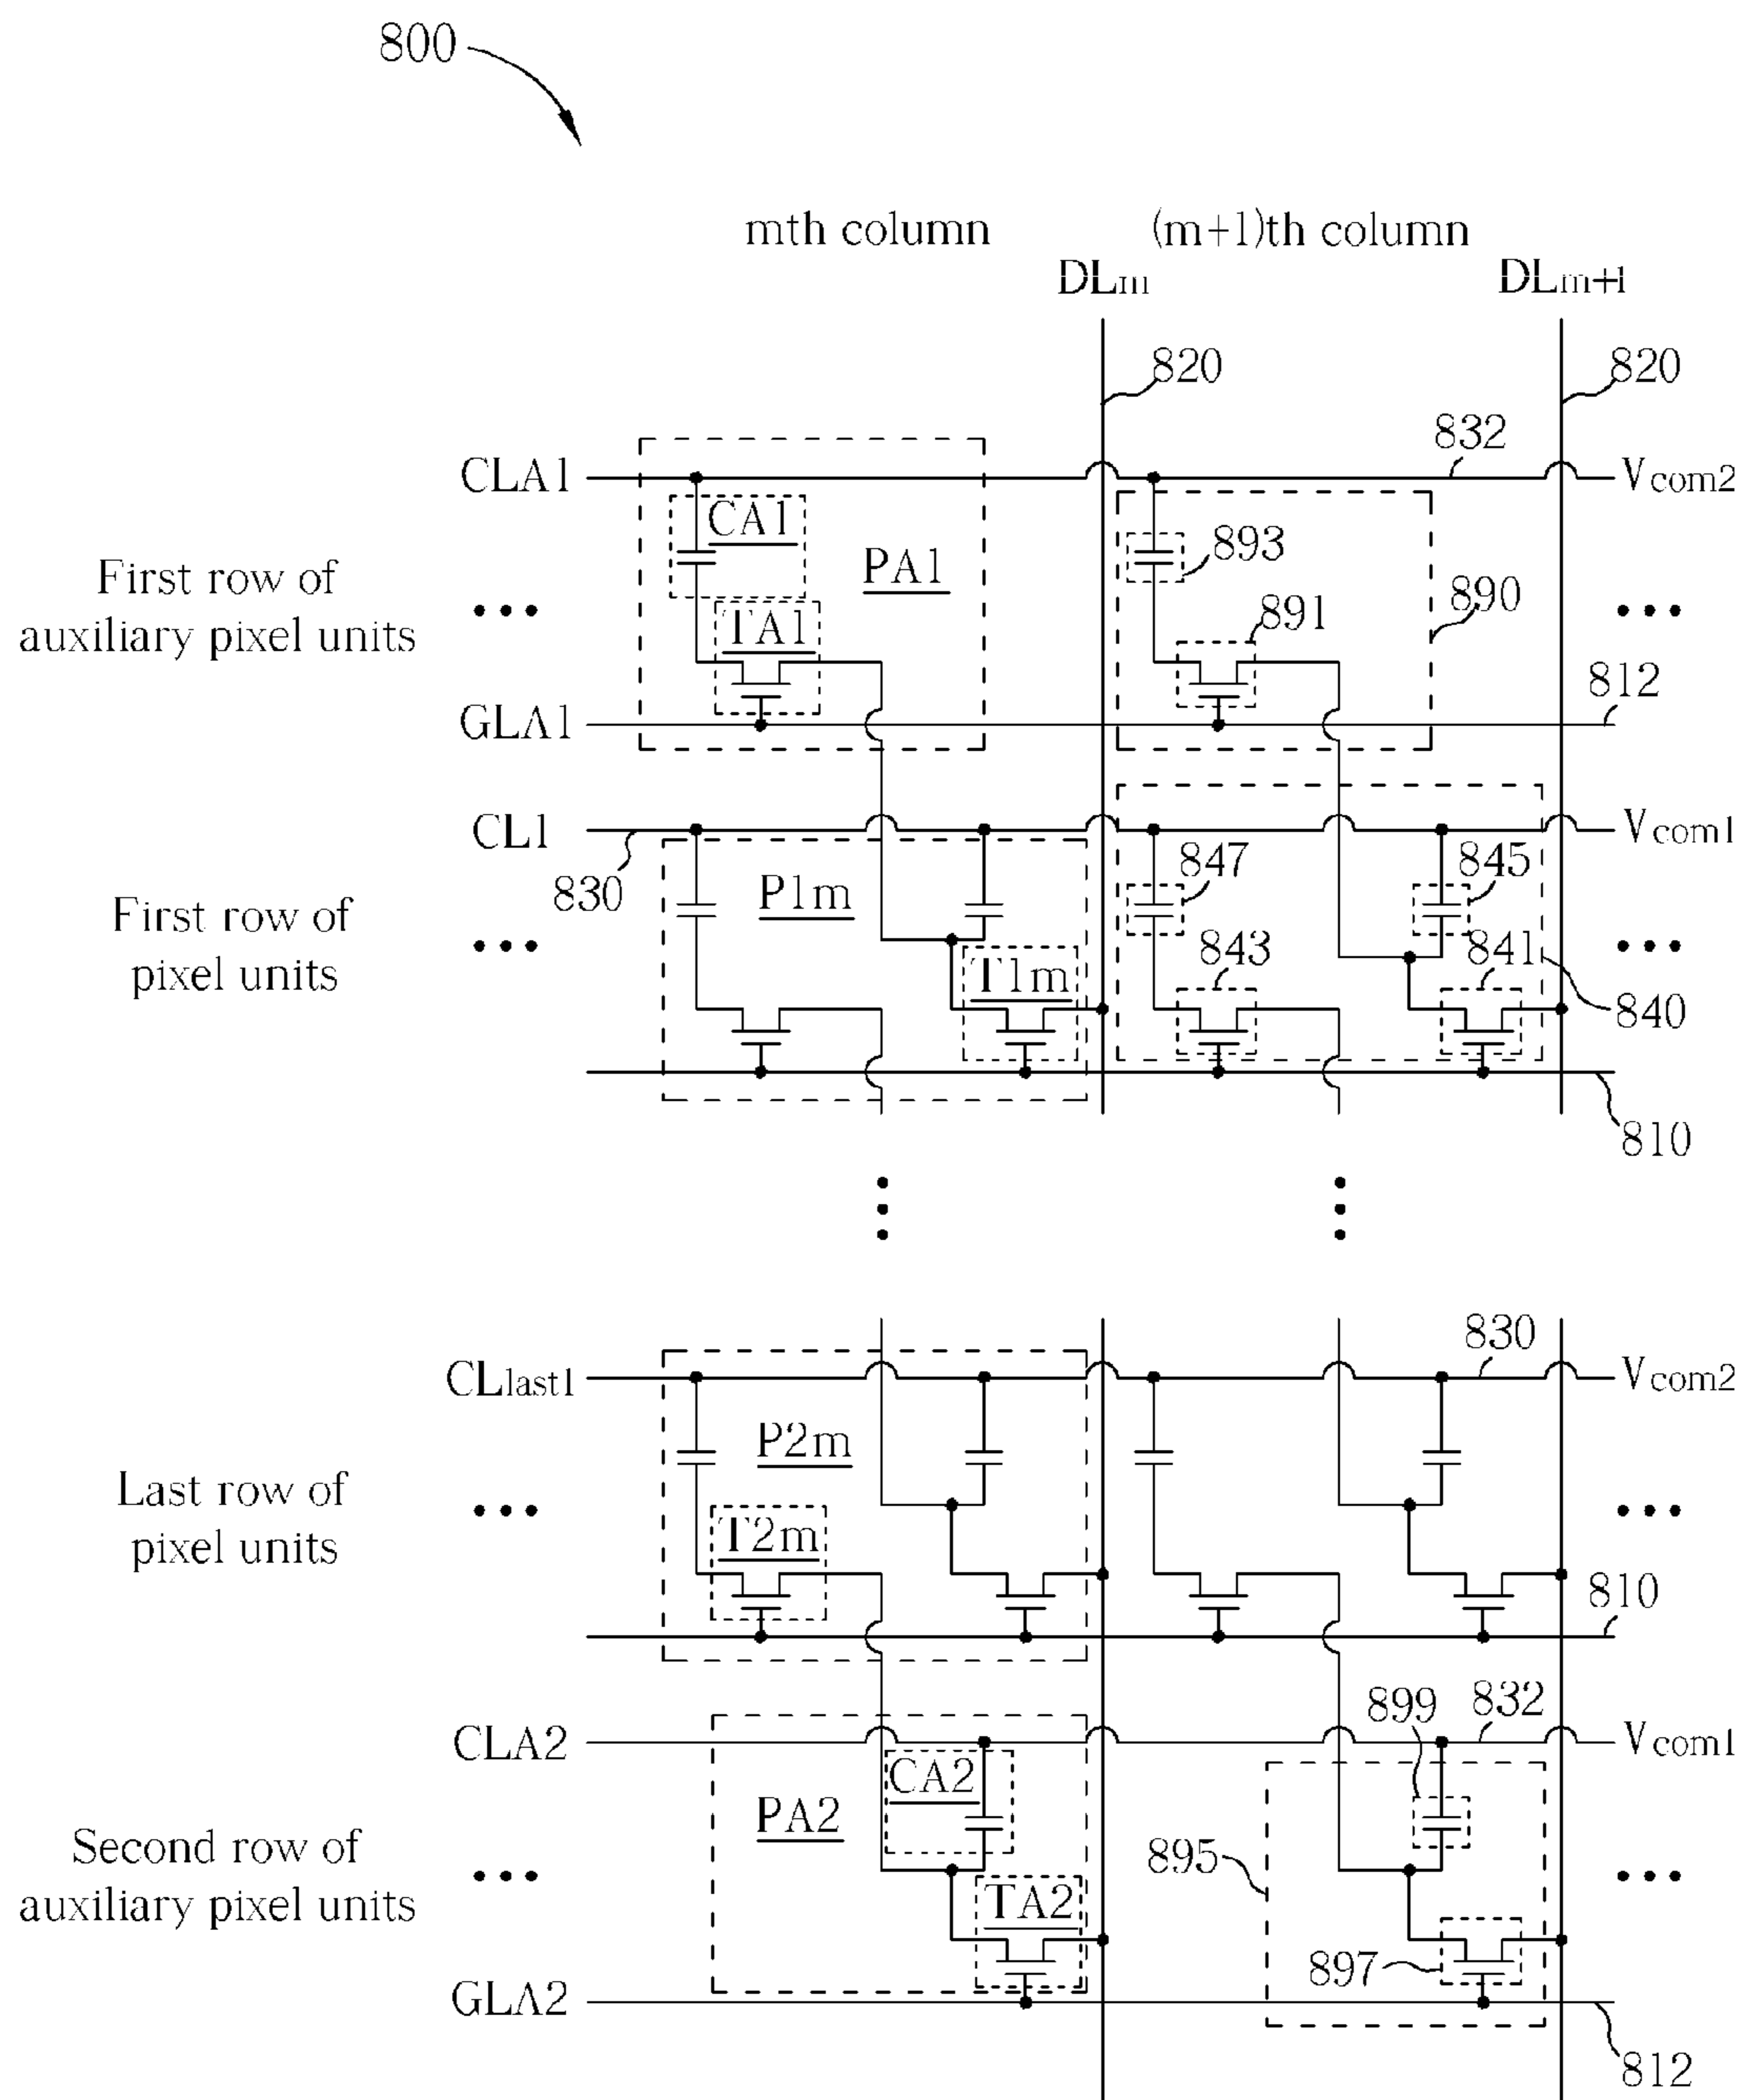 800
mth column (m+1)th column
DLm DLm+1
820 820
832
CLA1 Vcom2
CA1
893
First row of
auxiliary pixel units
PA1
890
TA1 891
812
GLA1
CL1 Vcom1
830
P1m 847 845
First row of
pixel units
843 841
T1m
840
810
830
CLlast1 Vcom2
P2m
Last row of
pixel units
T2m
810
899 832
CLA2 Vcom1
CA2
PA2
Second row of
auxiliary pixel units
895
TA2
897
GLA2
812